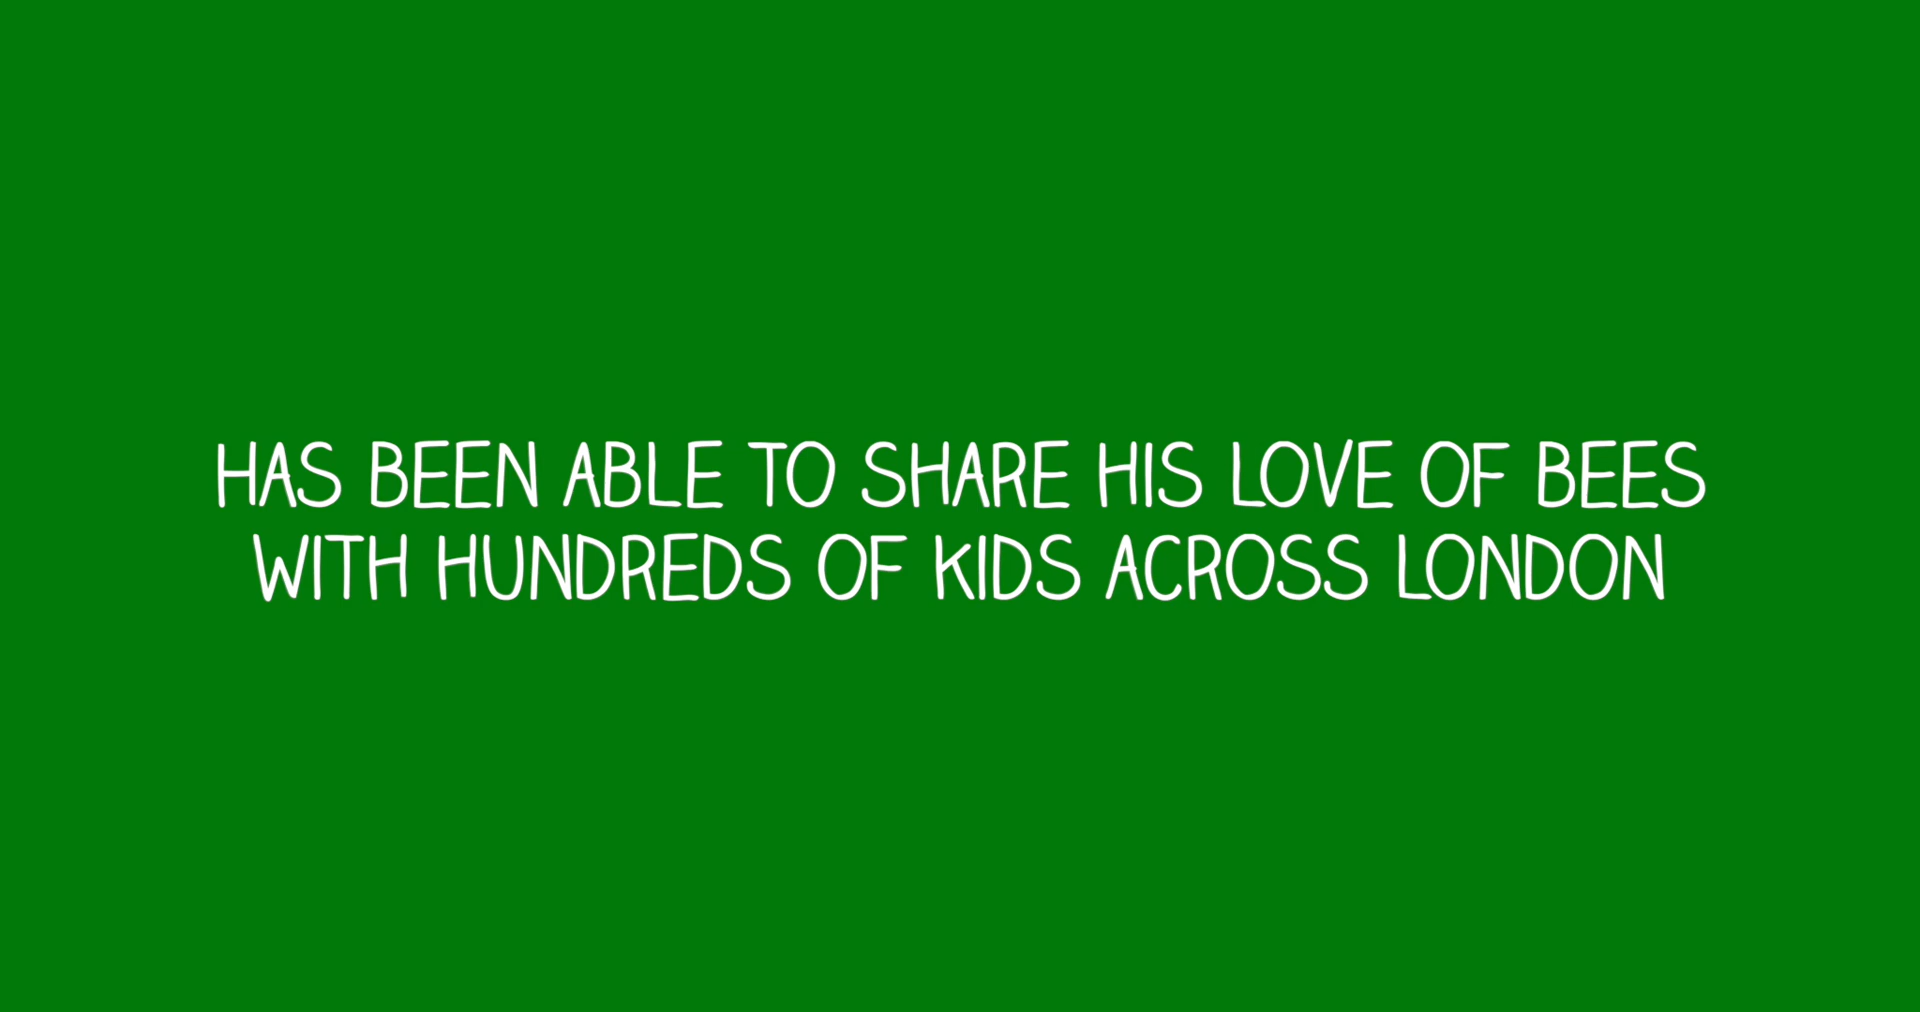 HAS BEEN ABLE TO SHARE HIS LOVE OF BEES
WITH HUNDREDS OF KIDS ACROSS LONDON